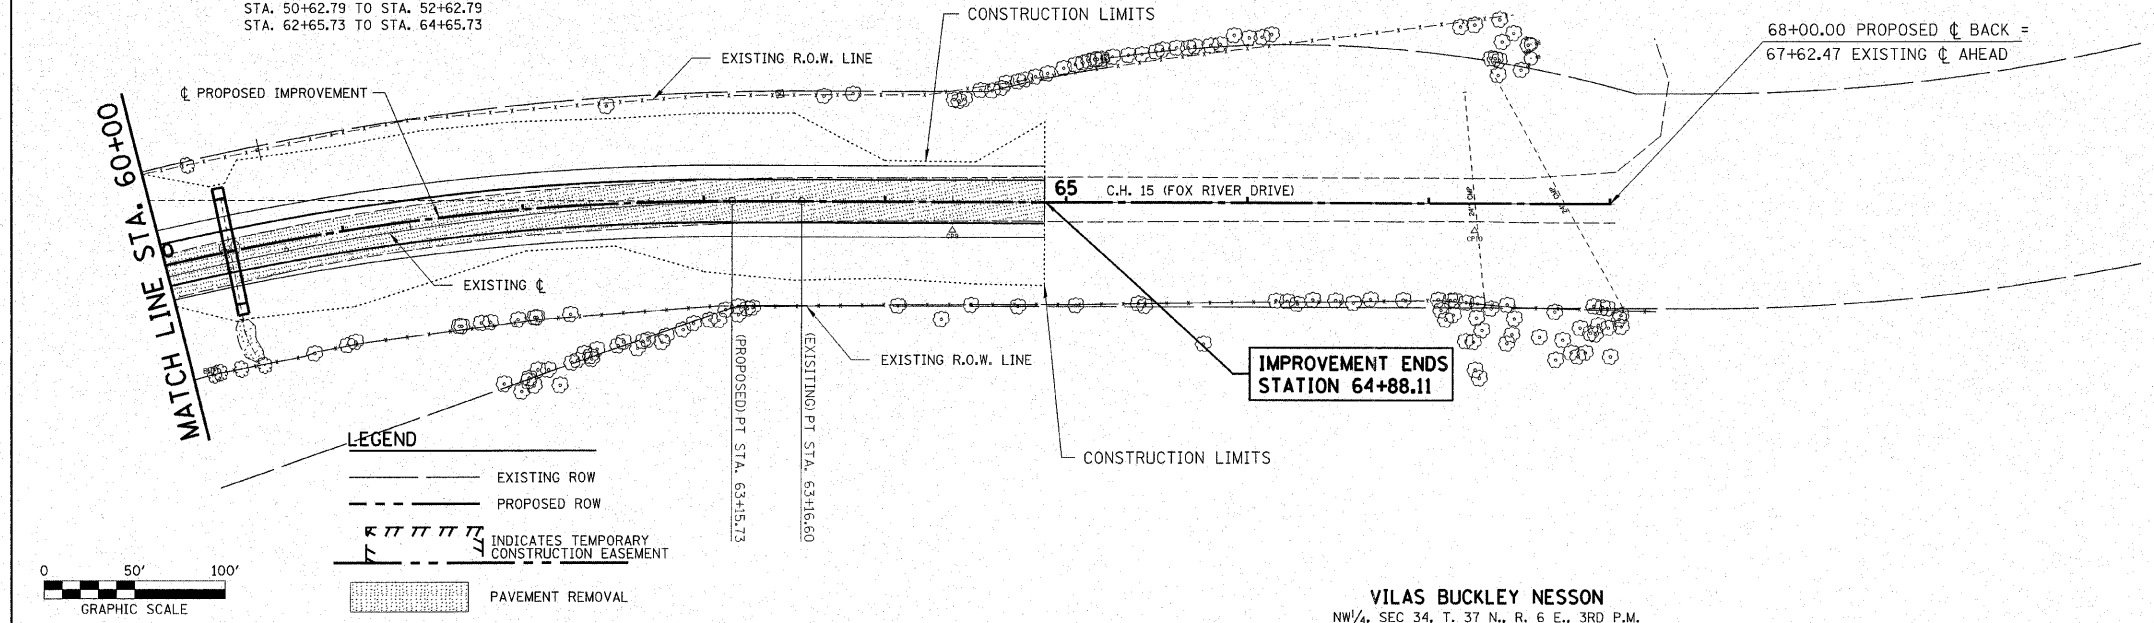 STA. 50+62.79 TO STA. 52+62.79
STA. 62+65.73 TO STA. 64+65.73
CONSTRUCTION LIMITS
68+00.00 PROPOSED ℄ BACK =
67+62.47 EXISTING ℄ AHEAD
EXISTING R.O.W. LINE
℄ PROPOSED IMPROVEMENT
MATCH LINE STA. 60+00
65
C.H. 15 (FOX RIVER DRIVE)
CP9
CP10
EXISTING ℄
(PROPOSED) PT STA. 63+15.73
(EXISITING) PT STA. 63+16.60
EXISTING R.O.W. LINE
IMPROVEMENT ENDS
STATION 64+88.11
CONSTRUCTION LIMITS
LEGEND
EXISTING ROW
PROPOSED ROW
INDICATES TEMPORARY
CONSTRUCTION EASEMENT
PAVEMENT REMOVAL
0 50' 100'
GRAPHIC SCALE
VILAS BUCKLEY NESSON
NW¼, SEC 34, T. 37 N., R. 6 E., 3RD P.M.